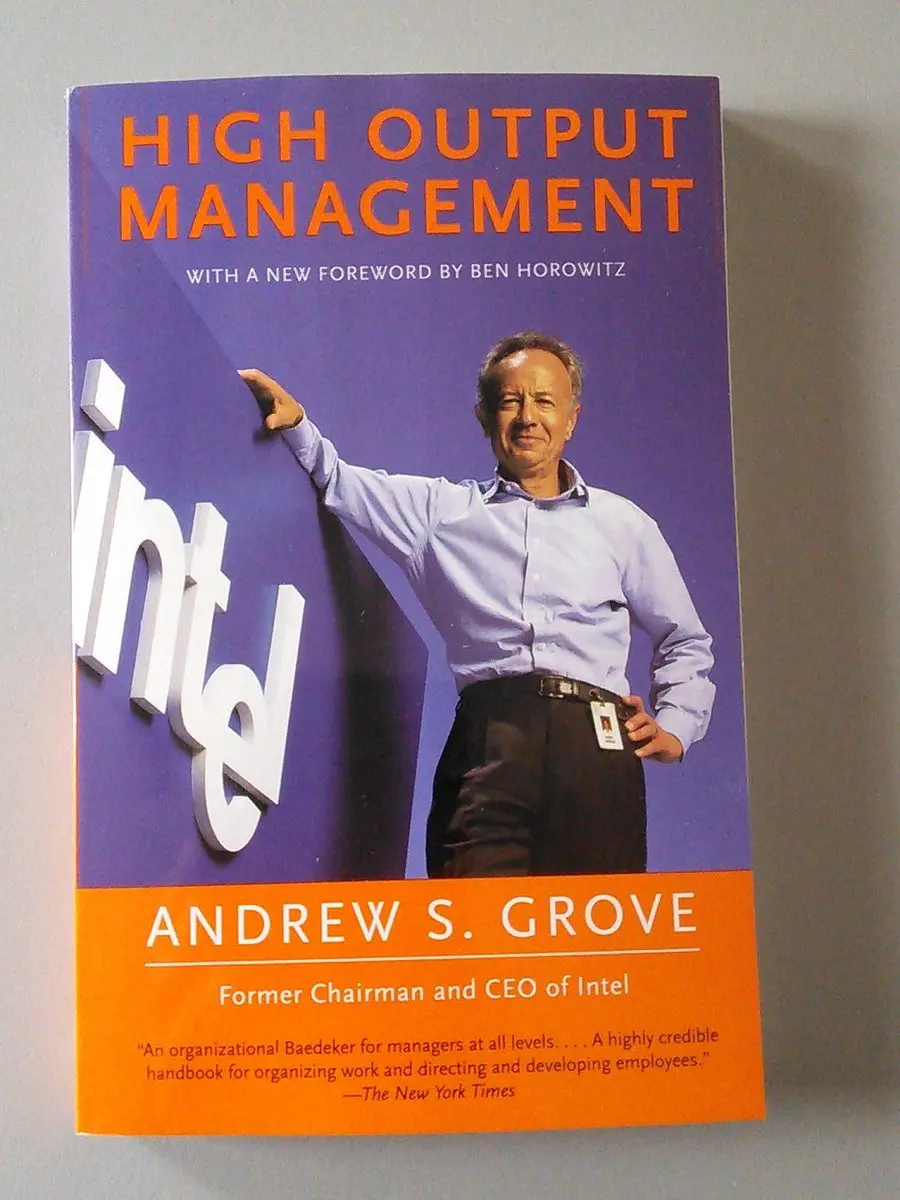 HIGH OUTPUT
MANAGEMENT
WITH A NEW FOREWORD BY BEN HOROWITZ
intel
ANDREW S. GROVE
Former Chairman and CEO of Intel
“An organizational Baedeker for managers at all levels. . . . A highly credible
handbook for organizing work and directing and developing employees.”
—The New York Times